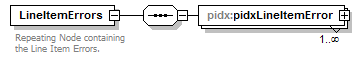 LineItemErrors
pidx:pidxLineItemError
1..∞
Repeating Node containing
the Line Item Errors.